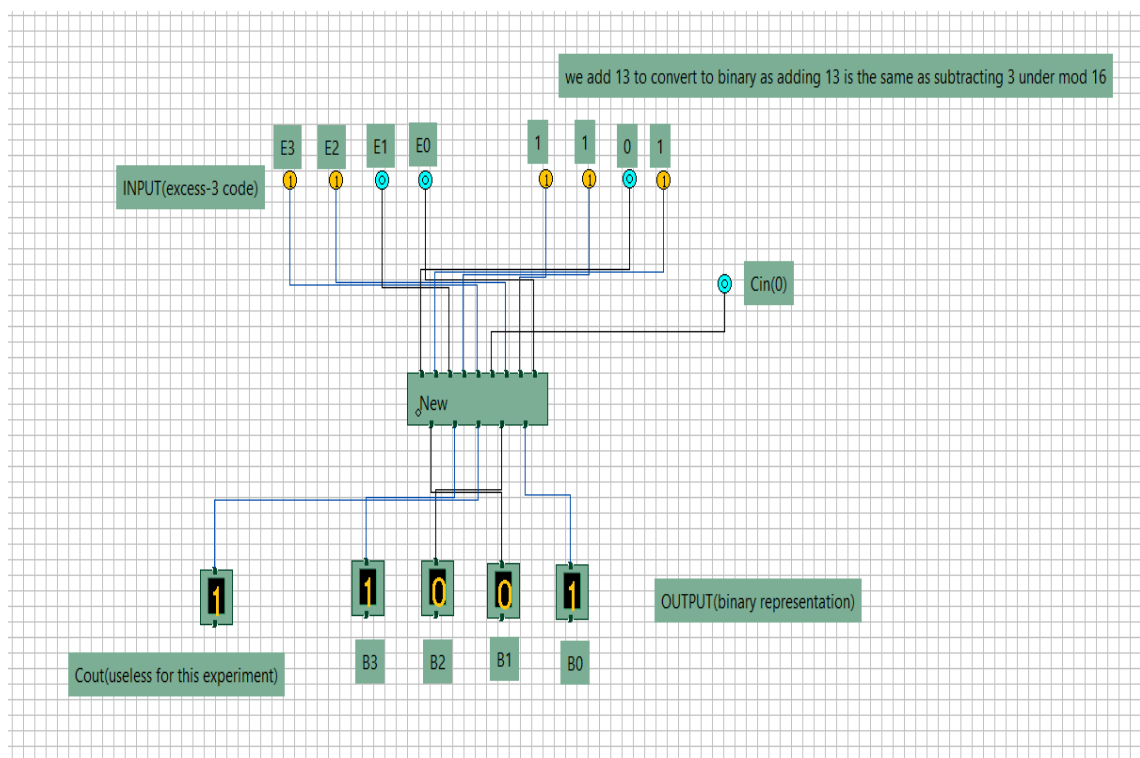 we add 13 to convert to binary as adding 13 is the same as subtracting 3 under mod 16
E3 E2 E1 E0 1 1 0 1
INPUT(excess-3 code) 1 1 0 0 1 1 0 1
Cin(0) 0
New
1 1 0 0 1
OUTPUT(binary representation)
B3 B2 B1 B0
Cout(useless for this experiment)